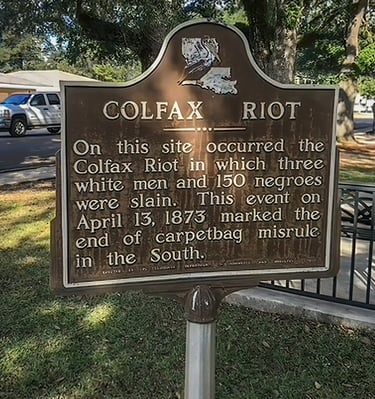 COLFAX RIOT
On this site occurred the
Colfax Riot in which three
white men and 150 negroes
were slain. This event on
April 13, 1873 marked the
end of carpetbag misrule
in the South.